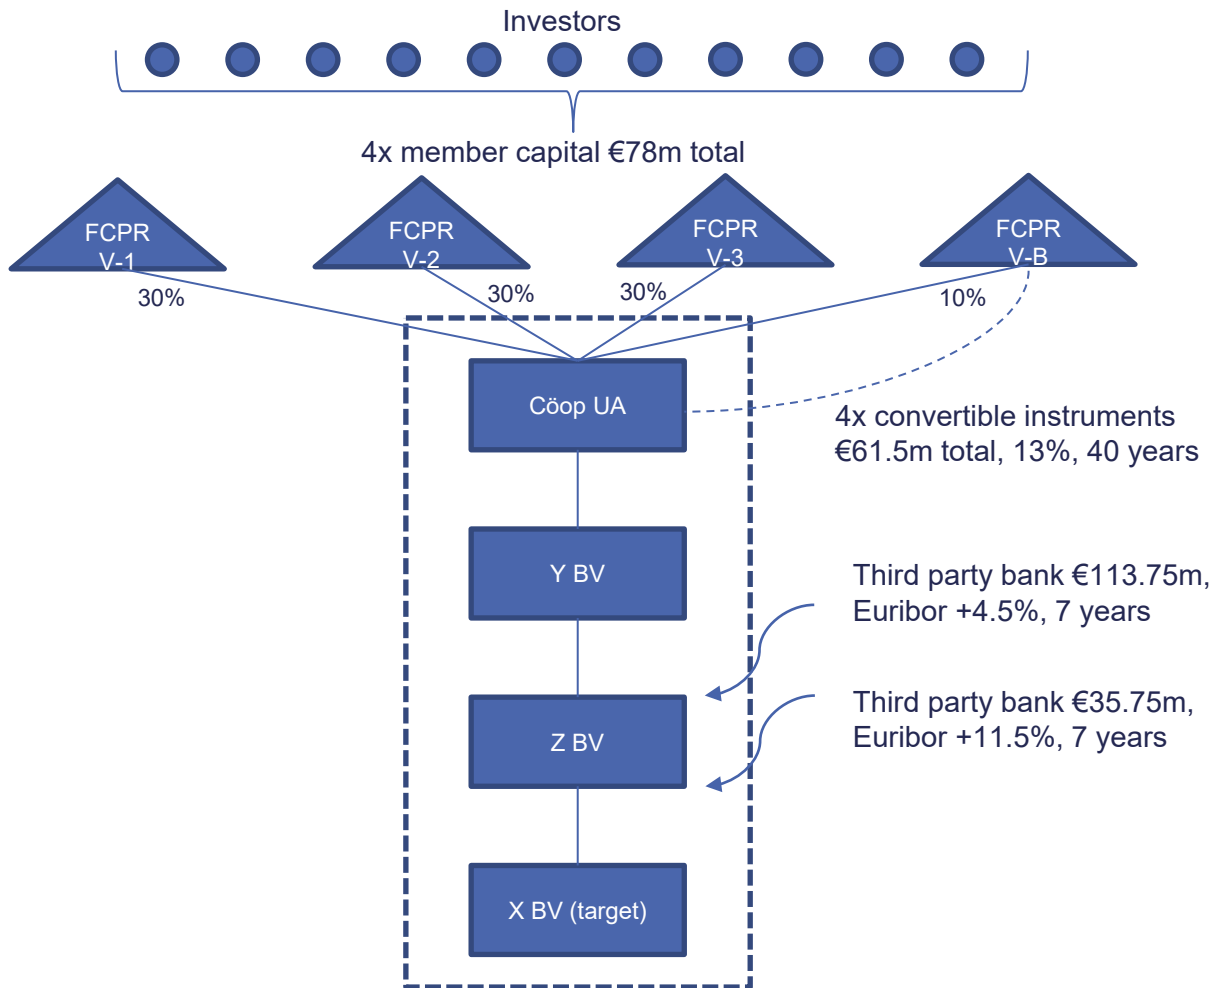 Investors
4x member capital €78m total
FCPR
V-1
FCPR
V-2
FCPR
V-3
FCPR
V-B
30%
30%
30%
10%
Cöop UA
4x convertible instruments
€61.5m total, 13%, 40 years
Y BV
Third party bank €113.75m,
Euribor +4.5%, 7 years
Z BV
Third party bank €35.75m,
Euribor +11.5%, 7 years
X BV (target)